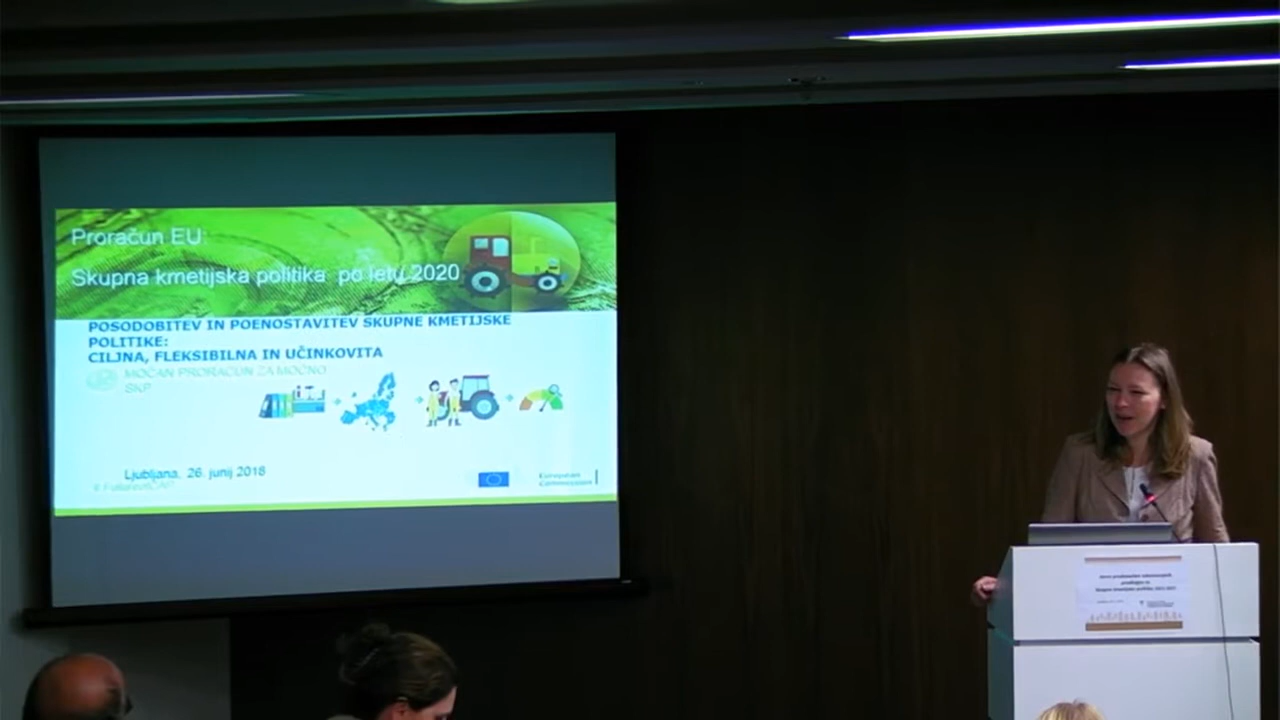 Proračun EU:
Skupna kmetijska politika po letu 2020
POSODOBITEV IN POENOSTAVITEV SKUPNE KMETIJSKE
POLITIKE:
CILJNA, FLEKSIBILNA IN UČINKOVITA
MOČAN PRORAČUN ZA MOČNO
SKP
Ljubljana, 26. junij 2018
European
Commission